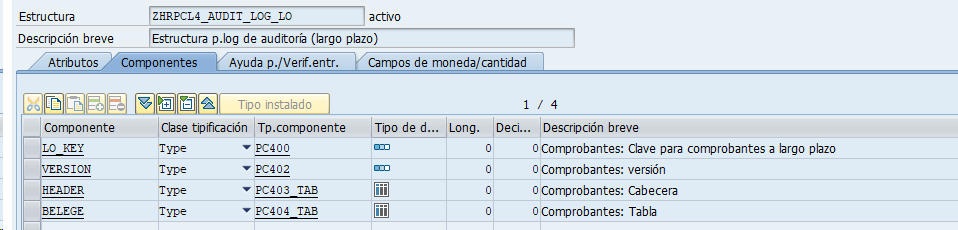 Estructura ZHRPCL4_AUDIT_LOG_LO activo
Descripción breve Estructura p.log de auditoría (largo plazo)
Atributos Componentes Ayuda p./Verif.entr. Campos de moneda/cantidad
Tipo instalado 1 / 4
Componente Clase tipificación Tp.componente Tipo de d... Long. Deci... Descripción breve
LO_KEY Type PC400 0 0 Comprobantes: Clave para comprobantes a largo plazo
VERSION Type PC402 0 0 Comprobantes: versión
HEADER Type PC403_TAB 0 0 Comprobantes: Cabecera
BELEGE Type PC404_TAB 0 0 Comprobantes: Tabla